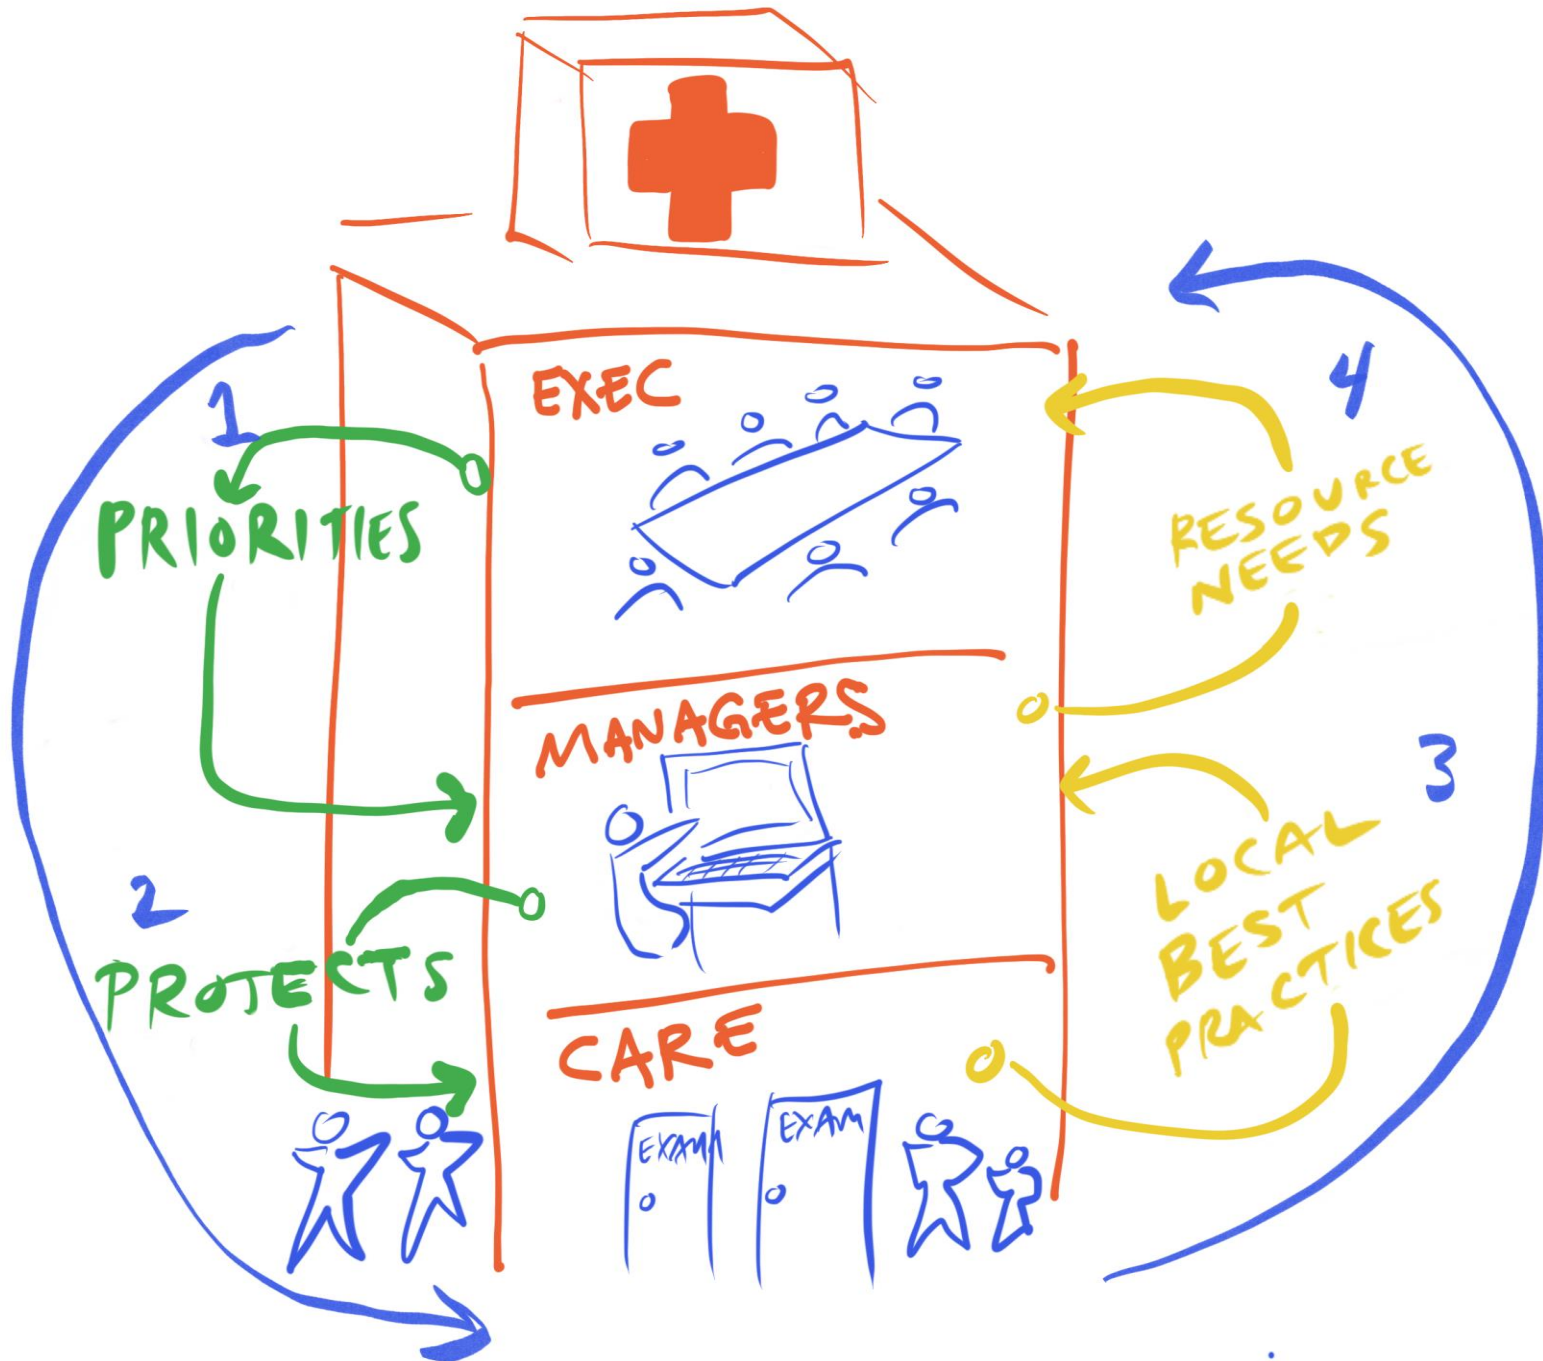 EXEC
1
PRIORITIES
4
RESOURCE
NEEDS
MANAGERS
3
2
PROJECTS
LOCAL
BEST
PRACTICES
CARE
EXAM
EXAM